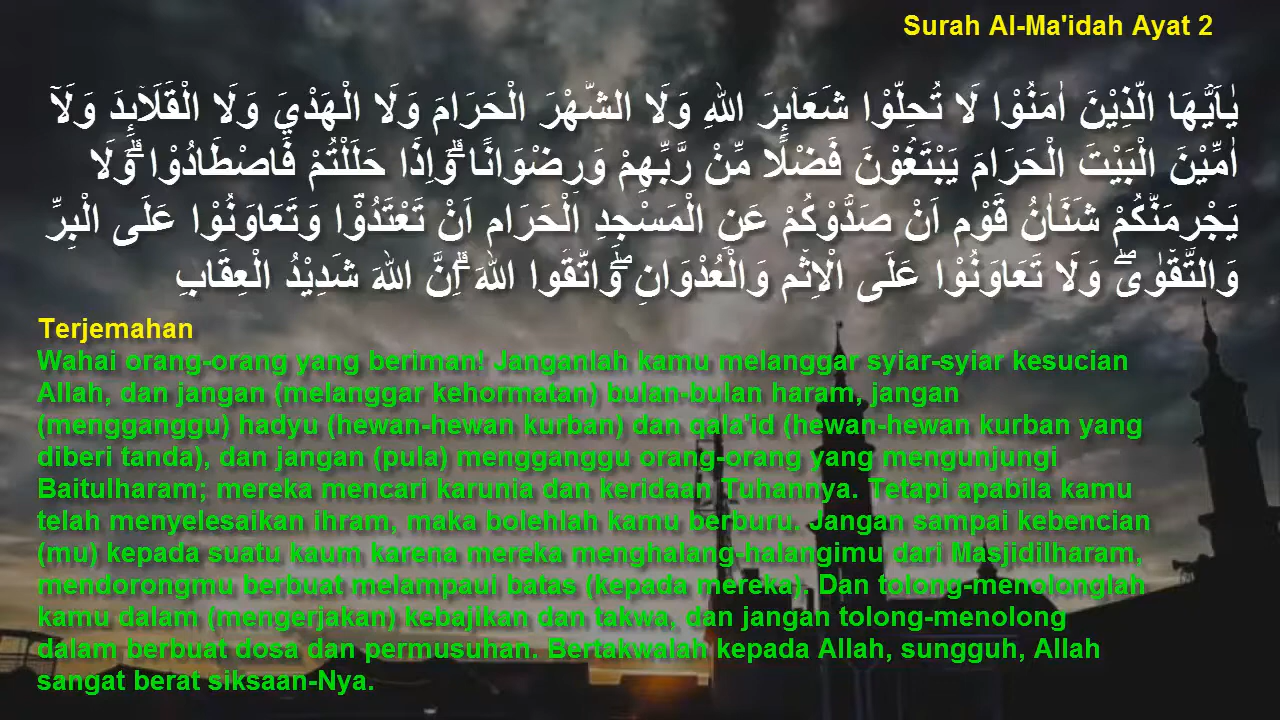 Surah Al-Ma'idah Ayat 2
يٰٓاَيُّهَا الَّذِيْنَ اٰمَنُوْا لَا تُحِلُّوْا شَعَاۤىِٕرَ اللّٰهِ وَلَا الشَّهْرَ الْحَرَامَ وَلَا الْهَدْيَ وَلَا الْقَلَاۤىِٕدَ وَلَآ
اٰمِّيْنَ الْبَيْتَ الْحَرَامَ يَبْتَغُوْنَ فَضْلًا مِّنْ رَّبِّهِمْ وَرِضْوَانًا ۗوَاِذَا حَلَلْتُمْ فَاصْطَادُوْا ۗوَلَا
يَجْرِمَنَّكُمْ شَنَاٰنُ قَوْمٍ اَنْ صَدُّوْكُمْ عَنِ الْمَسْجِدِ الْحَرَامِ اَنْ تَعْتَدُوْۘا وَتَعَاوَنُوْا عَلَى الْبِرِّ
وَالتَّقْوٰىۖ وَلَا تَعَاوَنُوْا عَلَى الْاِثْمِ وَالْعُدْوَانِ ۖوَاتَّقُوا اللّٰهَ ۗاِنَّ اللّٰهَ شَدِيْدُ الْعِقَابِ
Terjemahan
Wahai orang-orang yang beriman! Janganlah kamu melanggar syiar-syiar kesucian
Allah, dan jangan (melanggar kehormatan) bulan-bulan haram, jangan
(mengganggu) hadyu (hewan-hewan kurban) dan qala'id (hewan-hewan kurban yang
diberi tanda), dan jangan (pula) mengganggu orang-orang yang mengunjungi
Baitulharam; mereka mencari karunia dan keridaan Tuhannya. Tetapi apabila kamu
telah menyelesaikan ihram, maka bolehlah kamu berburu. Jangan sampai kebencian
(mu) kepada suatu kaum karena mereka menghalang-halangimu dari Masjidilharam,
mendorongmu berbuat melampaui batas (kepada mereka). Dan tolong-menolonglah
kamu dalam (mengerjakan) kebajikan dan takwa, dan jangan tolong-menolong
dalam berbuat dosa dan permusuhan. Bertakwalah kepada Allah, sungguh, Allah
sangat berat siksaan-Nya.